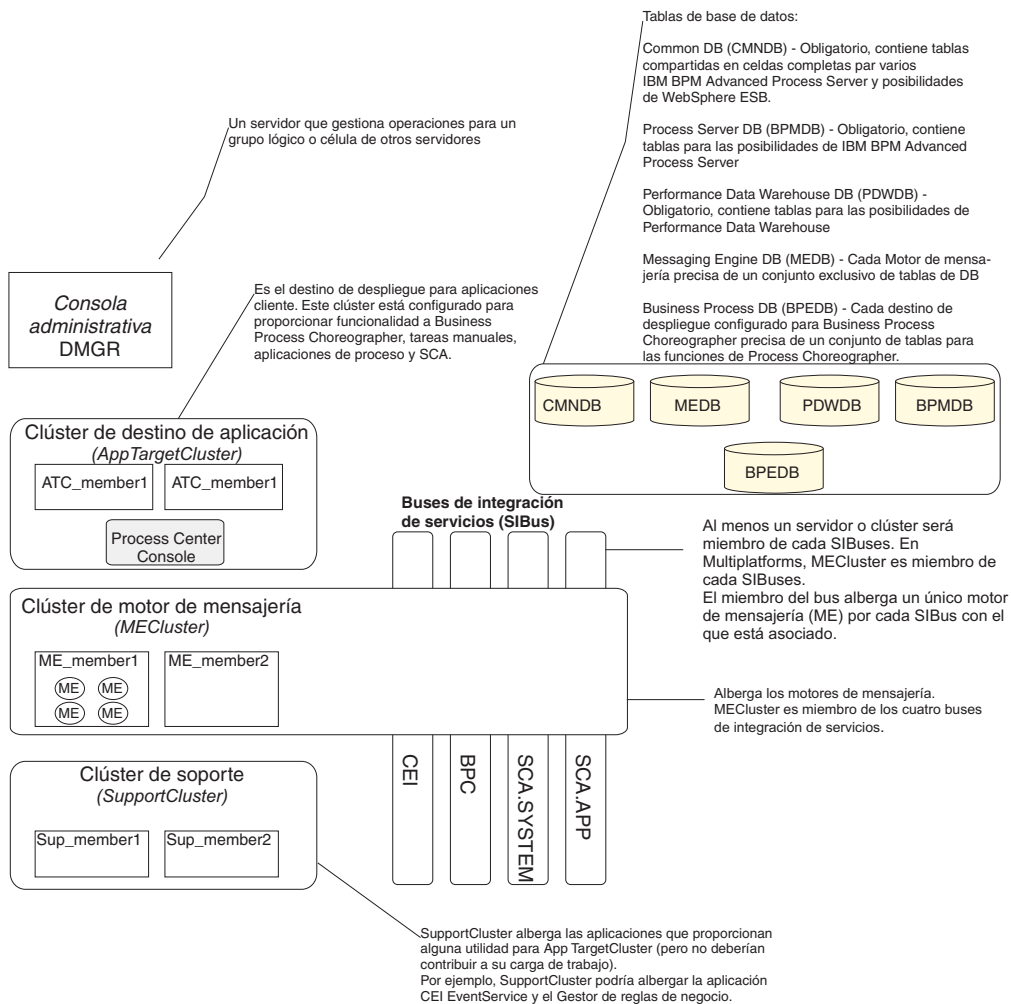 Tablas de base de datos:
Common DB (CMNDB) - Obligatorio, contiene tablas
compartidas en celdas completas par varios
IBM BPM Advanced Process Server y posibilidades
de WebSphere ESB.
Process Server DB (BPMDB) - Obligatorio, contiene
tablas para las posibilidades de IBM BPM Advanced
Process Server
Performance Data Warehouse DB (PDWDB) -
Obligatorio, contiene tablas para las posibilidades de
Performance Data Warehouse
Messaging Engine DB (MEDB) - Cada Motor de mensa-
jería precisa de un conjunto exclusivo de tablas de DB
Business Process DB (BPEDB) - Cada destino de
despliegue configurado para Business Process
Choreographer precisa de un conjunto de tablas para
las funciones de Process Choreographer.
Un servidor que gestiona operaciones para un
grupo lógico o célula de otros servidores
Consola
administrativa
DMGR
Es el destino de despliegue para aplicaciones
cliente. Este clúster está configurado para
proporcionar funcionalidad a Business
Process Choreographer, tareas manuales,
aplicaciones de proceso y SCA.
CMNDB
MEDB
PDWDB
BPMDB
BPEDB
Clúster de destino de aplicación
(AppTargetCluster)
ATC_member1
ATC_member1
Process Center
Console
Buses de integración
de servicios (SIBus)
Al menos un servidor o clúster será
miembro de cada SIBuses. En
Multiplatforms, MECluster es miembro de
cada SIBuses.
El miembro del bus alberga un único motor
de mensajería (ME) por cada SIBus con el
que está asociado.
Clúster de motor de mensajería
(MECluster)
ME_member1
ME_member2
ME
ME
ME
ME
Alberga los motores de mensajería.
MECluster es miembro de los cuatro buses
de integración de servicios.
CEI
BPC
SCA.SYSTEM
SCA.APP
Clúster de soporte
(SupportCluster)
Sup_member1
Sup_member2
SupportCluster alberga las aplicaciones que proporcionan
alguna utilidad para App TargetCluster (pero no deberían
contribuir a su carga de trabajo).
Por ejemplo, SupportCluster podría albergar la aplicación
CEI EventService y el Gestor de reglas de negocio.